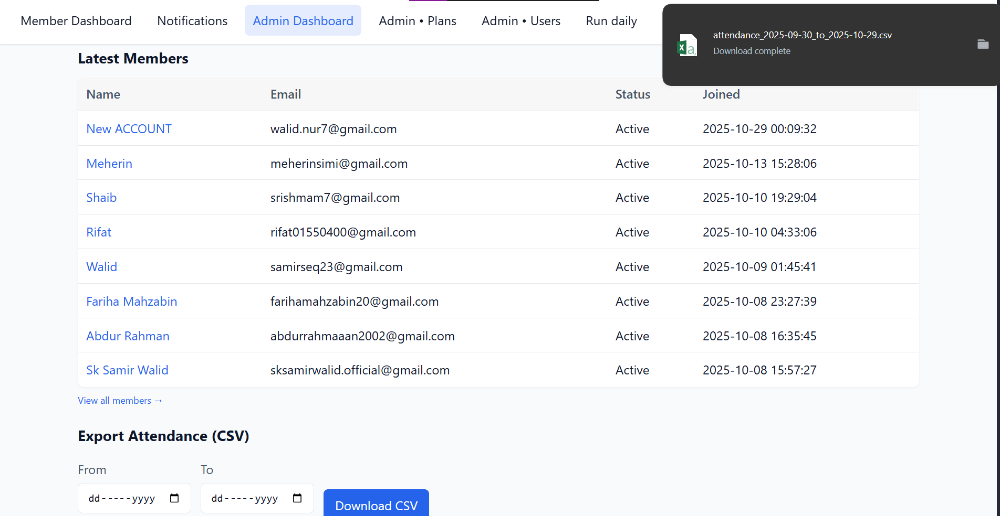 Member Dashboard Notifications Admin Dashboard Admin • Plans Admin • Users Run daily
attendance_2025-09-30_to_2025-10-29.csv
Download complete
Latest Members
Name Email Status Joined
New ACCOUNT walid.nur7@gmail.com Active 2025-10-29 00:09:32
Meherin meherinsimi@gmail.com Active 2025-10-13 15:28:06
Shaib srishmam7@gmail.com Active 2025-10-10 19:29:04
Rifat rifat01550400@gmail.com Active 2025-10-10 04:33:06
Walid samirseq23@gmail.com Active 2025-10-09 01:45:41
Fariha Mahzabin farihamahzabin20@gmail.com Active 2025-10-08 23:27:39
Abdur Rahman abdurrahmaaan2002@gmail.com Active 2025-10-08 16:35:45
Sk Samir Walid sksamirwalid.official@gmail.com Active 2025-10-08 15:57:27
View all members →
Export Attendance (CSV)
From To
dd-----yyyy dd-----yyyy Download CSV